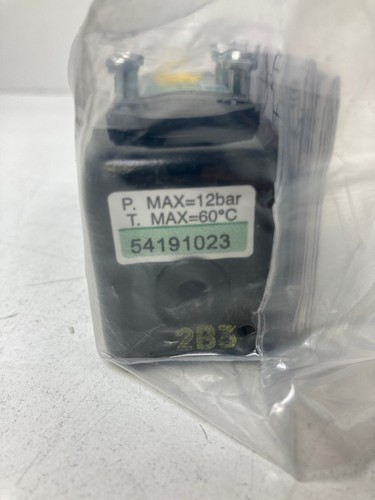 P. MAX=12bar
T. MAX=60°C
54191023
2B3